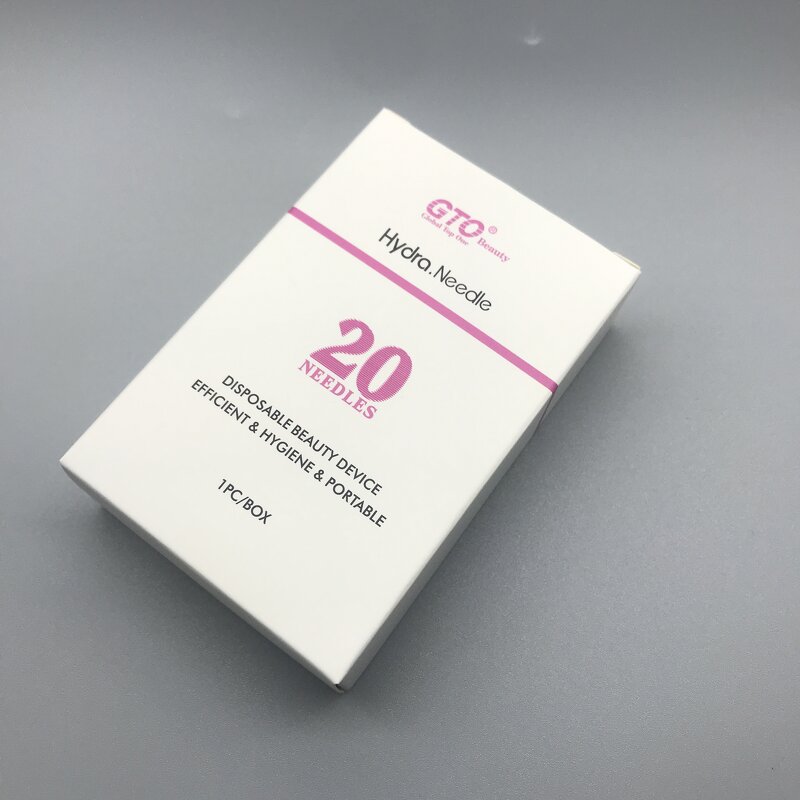 GTO®
Global Top One Beauty
Hydra.Needle
20
NEEDLES
DISPOSABLE BEAUTY DEVICE
EFFICIENT & HYGIENE & PORTABLE
1PC/BOX